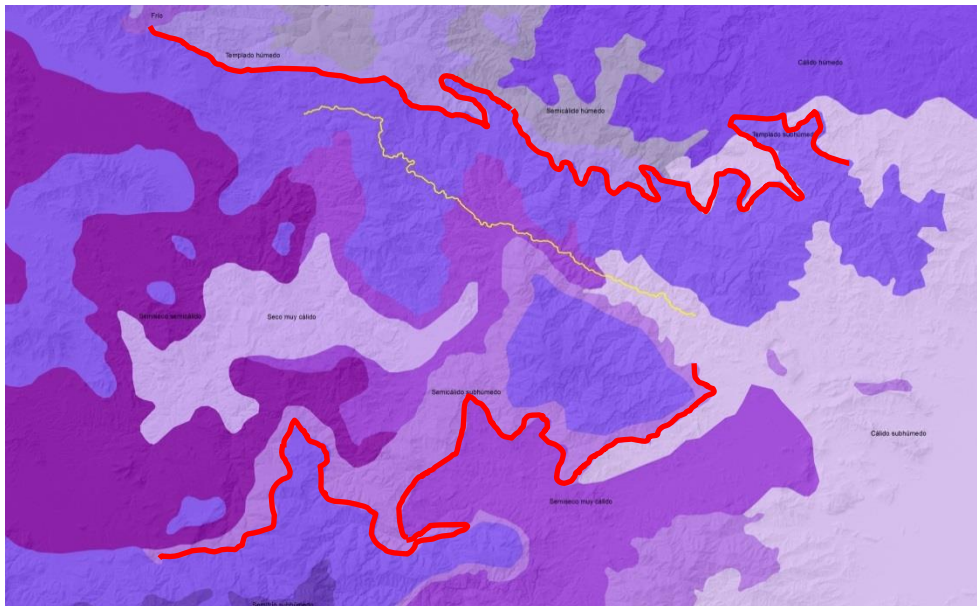 Frío
Templado húmedo
Cálido húmedo
Semicálido húmedo
Templado subhúmedo
Semiseco semicálido
Seco muy cálido
Semicálido subhúmedo
Cálido subhúmedo
Semiseco muy cálido